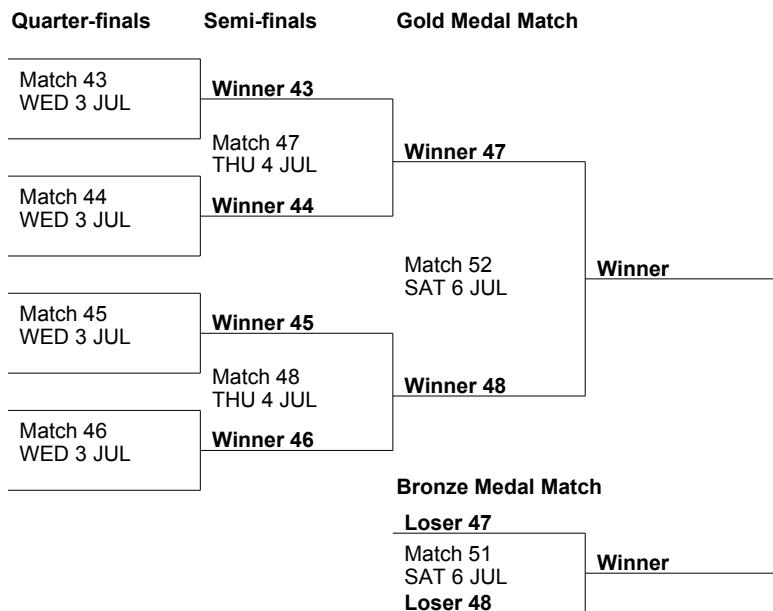 Quarter-finals
Semi-finals
Gold Medal Match
Match 43
WED 3 JUL
Winner 43
Match 47
THU 4 JUL
Winner 47
Match 44
WED 3 JUL
Winner 44
Match 52
SAT 6 JUL
Winner
Match 45
WED 3 JUL
Winner 45
Match 48
THU 4 JUL
Winner 48
Match 46
WED 3 JUL
Winner 46
Bronze Medal Match
Loser 47
Match 51
SAT 6 JUL
Winner
Loser 48